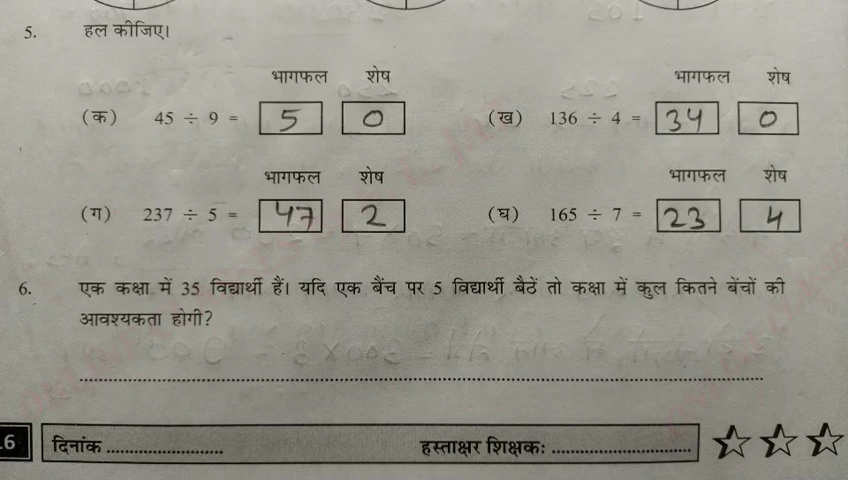 5. हल कीजिए।
भागफल शेष भागफल शेष
(क) 45 ÷ 9 = 5 0 (ख) 136 ÷ 4 = 34 0
भागफल शेष भागफल शेष
(ग) 237 ÷ 5 = 47 2 (घ) 165 ÷ 7 = 23 4
6. एक कक्षा में 35 विद्यार्थी हैं। यदि एक बैंच पर 5 विद्यार्थी बैठें तो कक्षा में कुल कितने बेंचों की
आवश्यकता होगी?
6 दिनांक .......................... हस्ताक्षर शिक्षकः ..............................